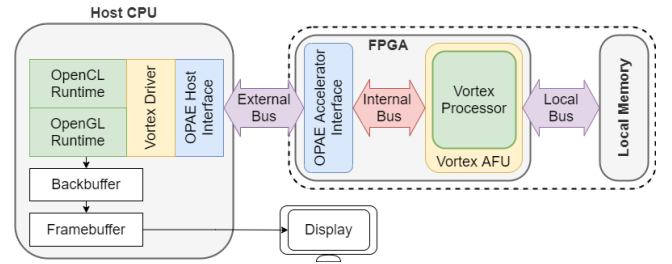 Host CPU
OpenCL
Runtime
OpenGL
Runtime
Vortex Driver
OPAE Host
Interface
Backbuffer
Framebuffer
External
Bus
FPGA
OPAE Accelerator
Interface
Internal
Bus
Vortex
Processor
Vortex AFU
Local
Bus
Local Memory
Display